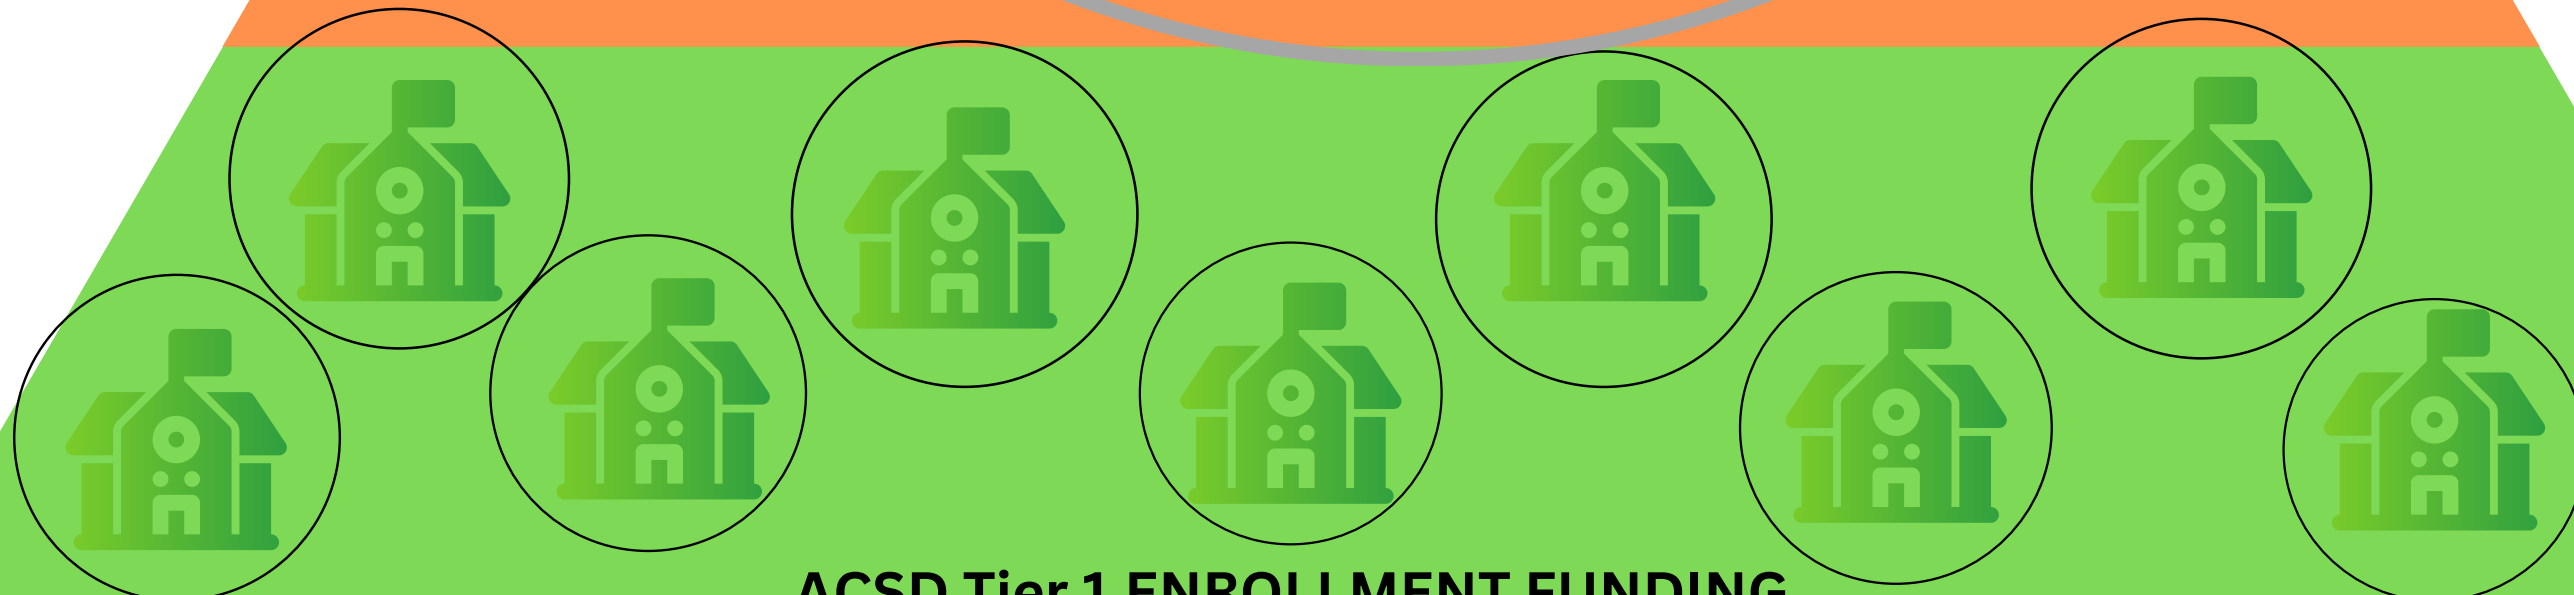 ACSD Tier 1 ENROLLMENT FUNDING